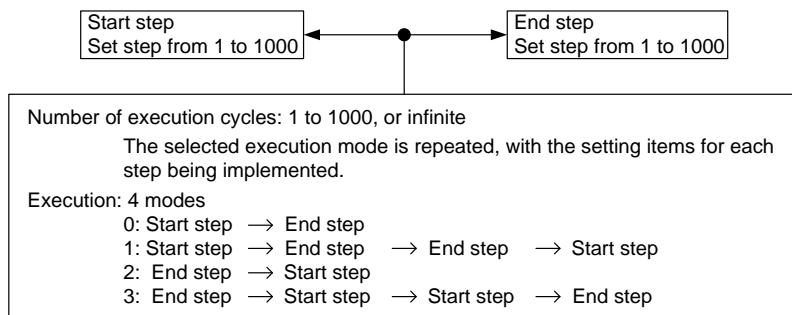 Start step
Set step from 1 to 1000
End step
Set step from 1 to 1000
Number of execution cycles: 1 to 1000, or infinite
The selected execution mode is repeated, with the setting items for each
step being implemented.
Execution: 4 modes
0: Start step → End step
1: Start step → End step → End step → Start step
2: End step → Start step
3: End step → Start step → Start step → End step